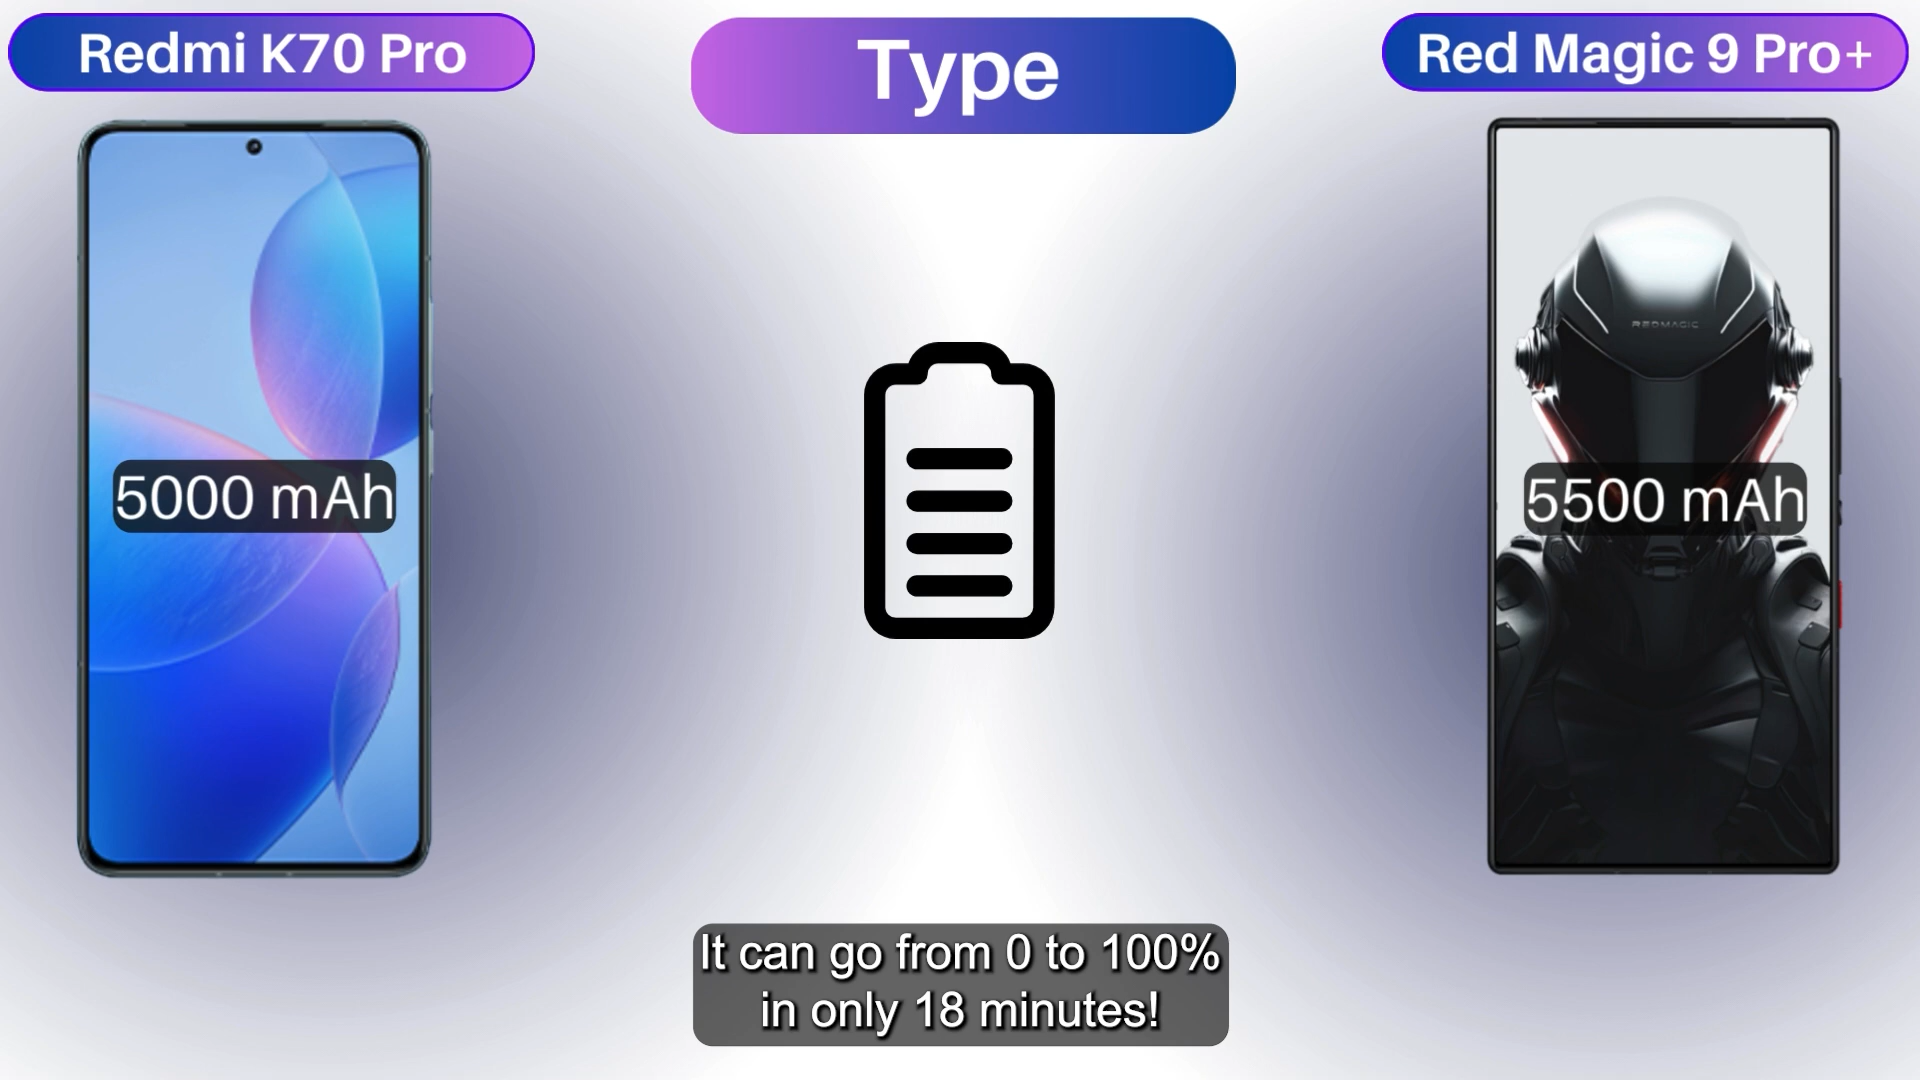 Redmi K70 Pro
Type
Red Magic 9 Pro+
REDMAGIC
5000 mAh
5500 mAh
It can go from 0 to 100%
in only 18 minutes!